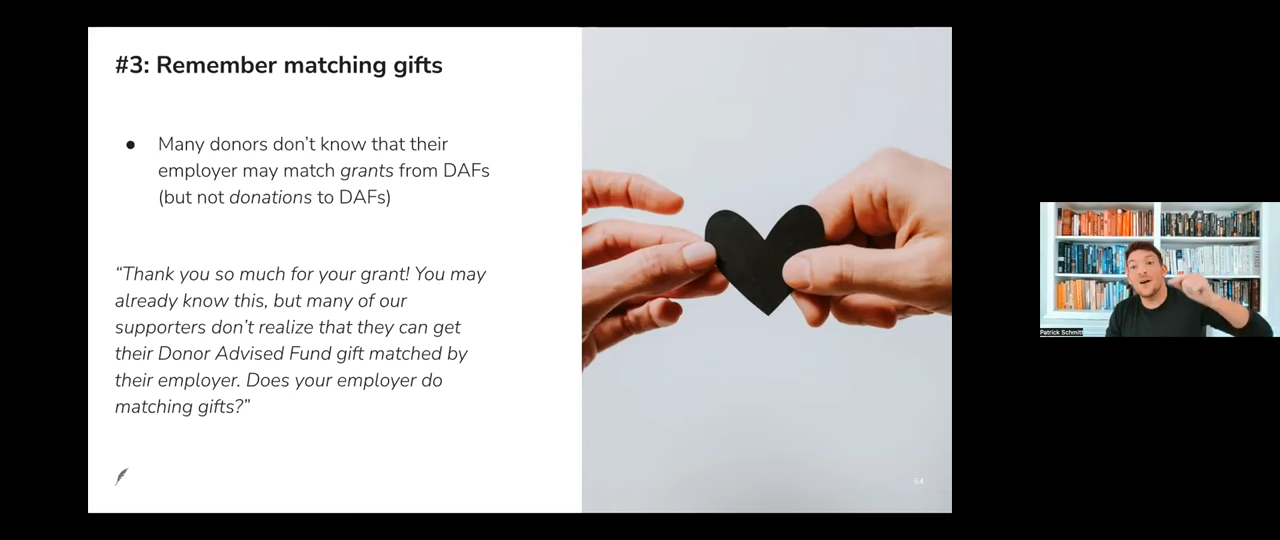 #3: Remember matching gifts
● Many donors don’t know that their
employer may match grants from DAFs
(but not donations to DAFs)
“Thank you so much for your grant! You may
already know this, but many of our
supporters don’t realize that they can get
their Donor Advised Fund gift matched by
their employer. Does your employer do
matching gifts?”
64
Patrick Schmitt